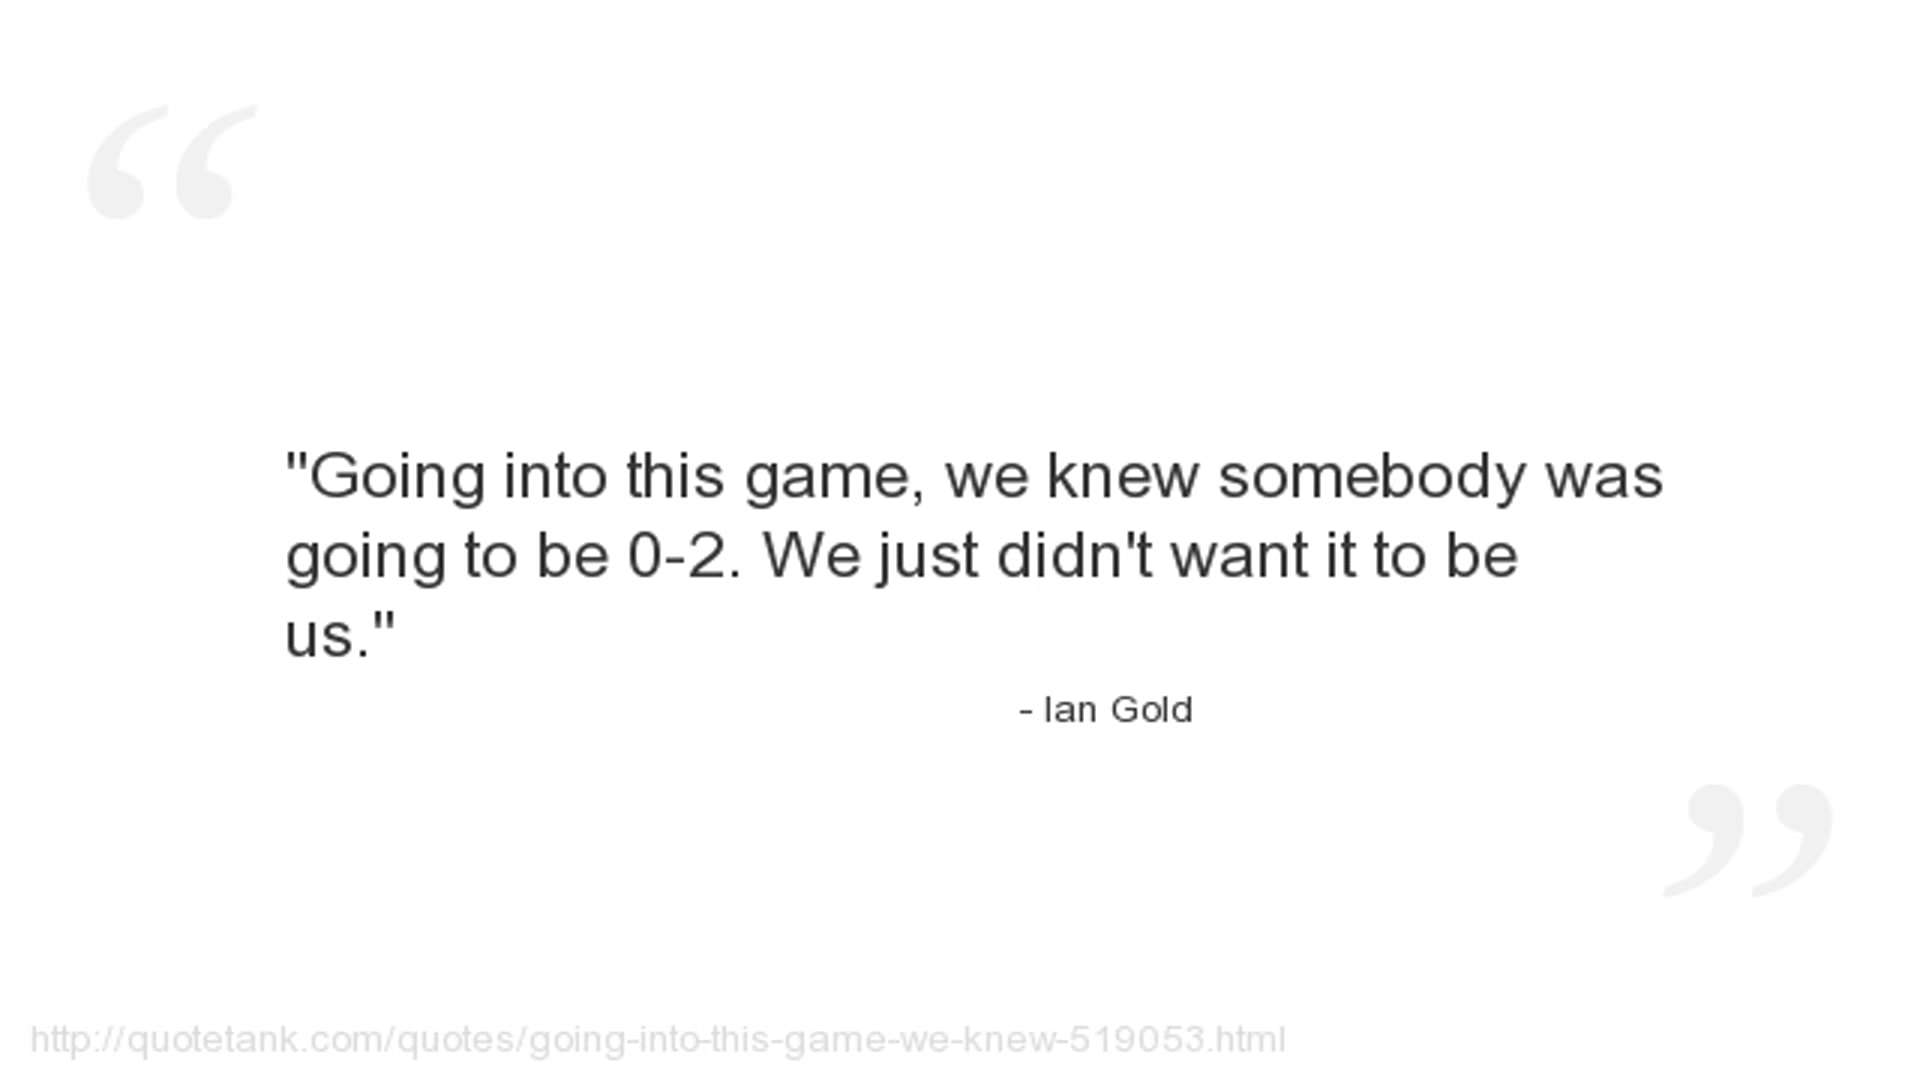 "Going into this game, we knew somebody was
going to be 0-2. We just didn't want it to be
us."
- Ian Gold
http://quotetank.com/quotes/going-into-this-game-we-knew-519053.html